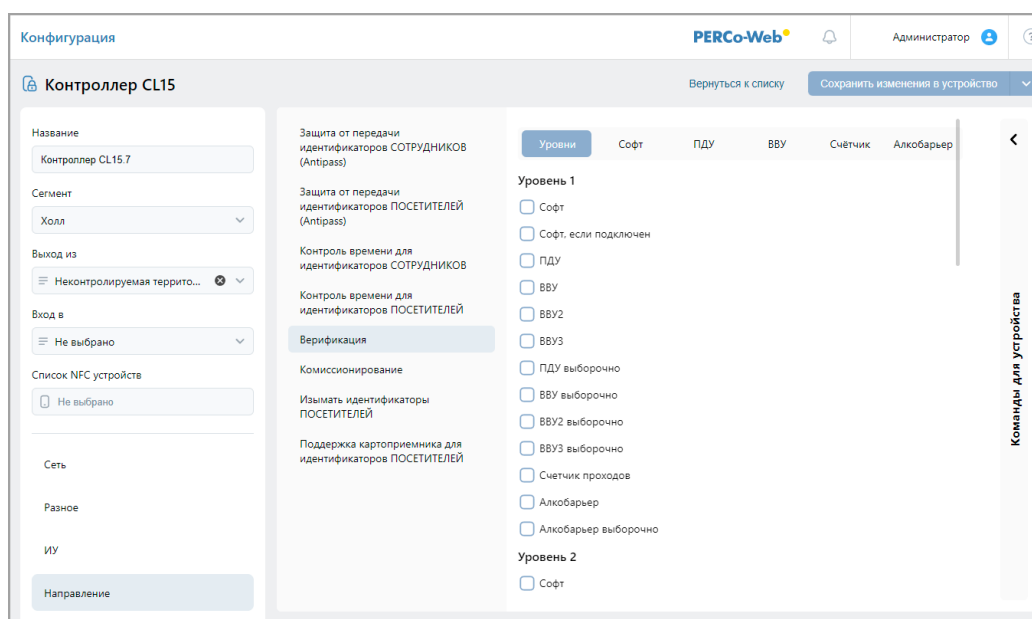 Конфигурация
PERCo-Web
Администратор
Контроллер CL15
Вернуться к списку
Сохранить изменения в устройство
Название
Контроллер CL15.7
Сегмент
Холл
Выход из
Неконтролируемая террито...
Вход в
Не выбрано
Список NFC устройств
Не выбрано
Сеть
Разное
ИУ
Направление
Защита от передачи
идентификаторов СОТРУДНИКОВ
(Antipass)
Защита от передачи
идентификаторов ПОСЕТИТЕЛЕЙ
(Antipass)
Контроль времени для
идентификаторов СОТРУДНИКОВ
Контроль времени для
идентификаторов ПОСЕТИТЕЛЕЙ
Верификация
Комиссионирование
Изымать идентификаторы
ПОСЕТИТЕЛЕЙ
Поддержка картоприемника для
идентификаторов ПОСЕТИТЕЛЕЙ
Уровни Софт ПДУ ВВУ Счётчик Алкобарьер
Уровень 1
Софт
Софт. если подключен
ПДУ
ВВУ
ВВУ2
ВВУ3
ПДУ выборочно
ВВУ выборочно
ВВУ2 выборочно
ВВУ3 выборочно
Счетчик проходов
Алкобарьер
Алкобарьер выборочно
Уровень 2
Софт
Команды для устройства